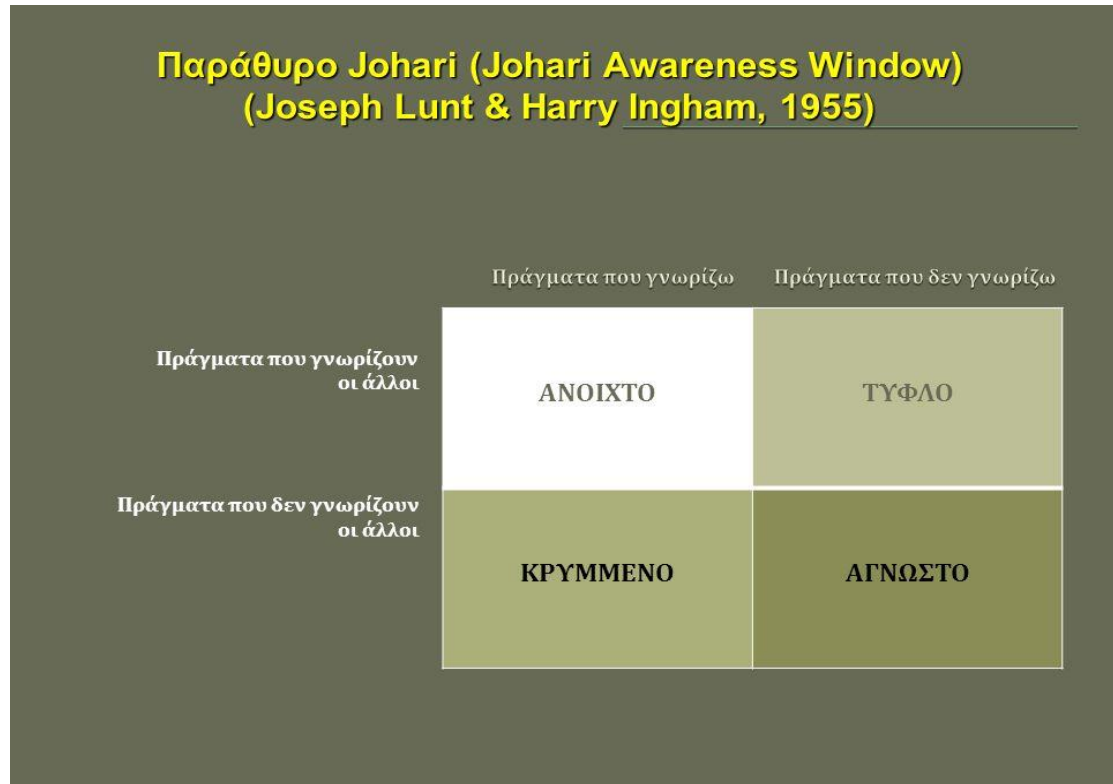 Παράθυρο Johari (Johari Awareness Window)
(Joseph Lunt & Harry Ingham, 1955)
Πράγματα που γνωρίζω
Πράγματα που δεν γνωρίζω
Πράγματα που γνωρίζουν
οι άλλοι
ΑΝΟΙΧΤΟ
ΤΥΦΛΟ
Πράγματα που δεν γνωρίζουν
οι άλλοι
ΚΡΥΜΜΕΝΟ
ΑΓΝΩΣΤΟ